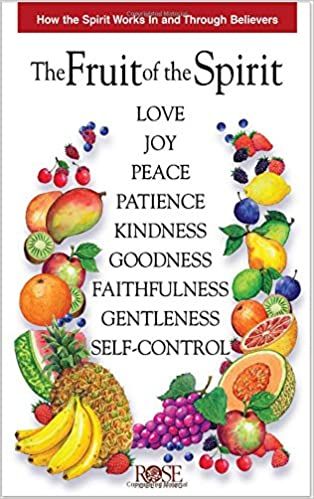 How the Spirit Works In and Through Believers
The Fruit of the Spirit
LOVE
JOY
PEACE
PATIENCE
KINDNESS
GOODNESS
FAITHFULNESS
GENTLENESS
SELF-CONTROL
ROSE